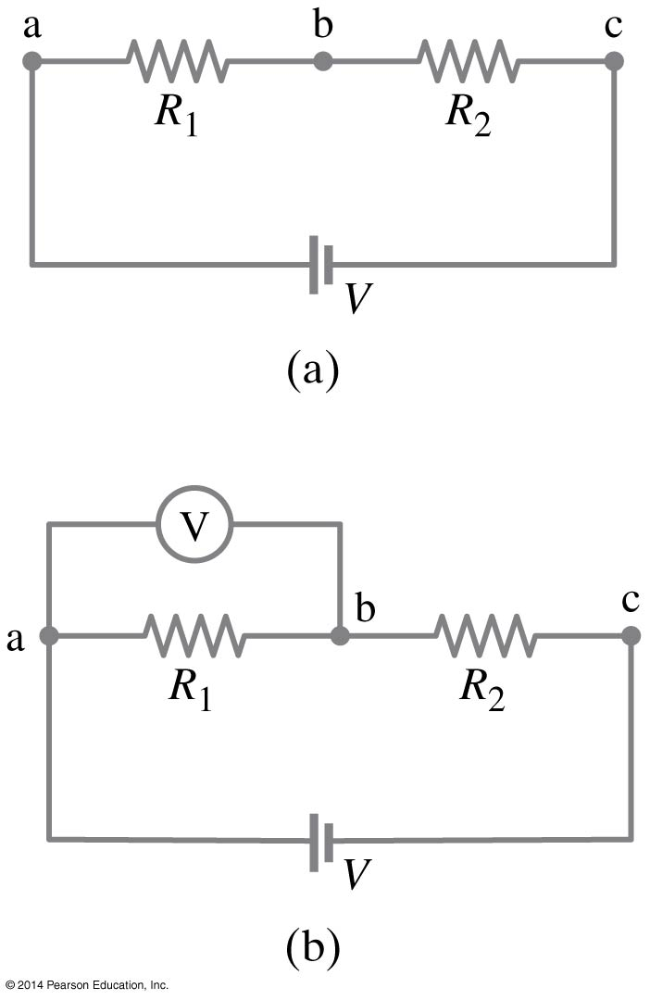 a b c
R1 R2
V
(a)
V
b c
a
R1 R2
V
(b)
© 2014 Pearson Education, Inc.